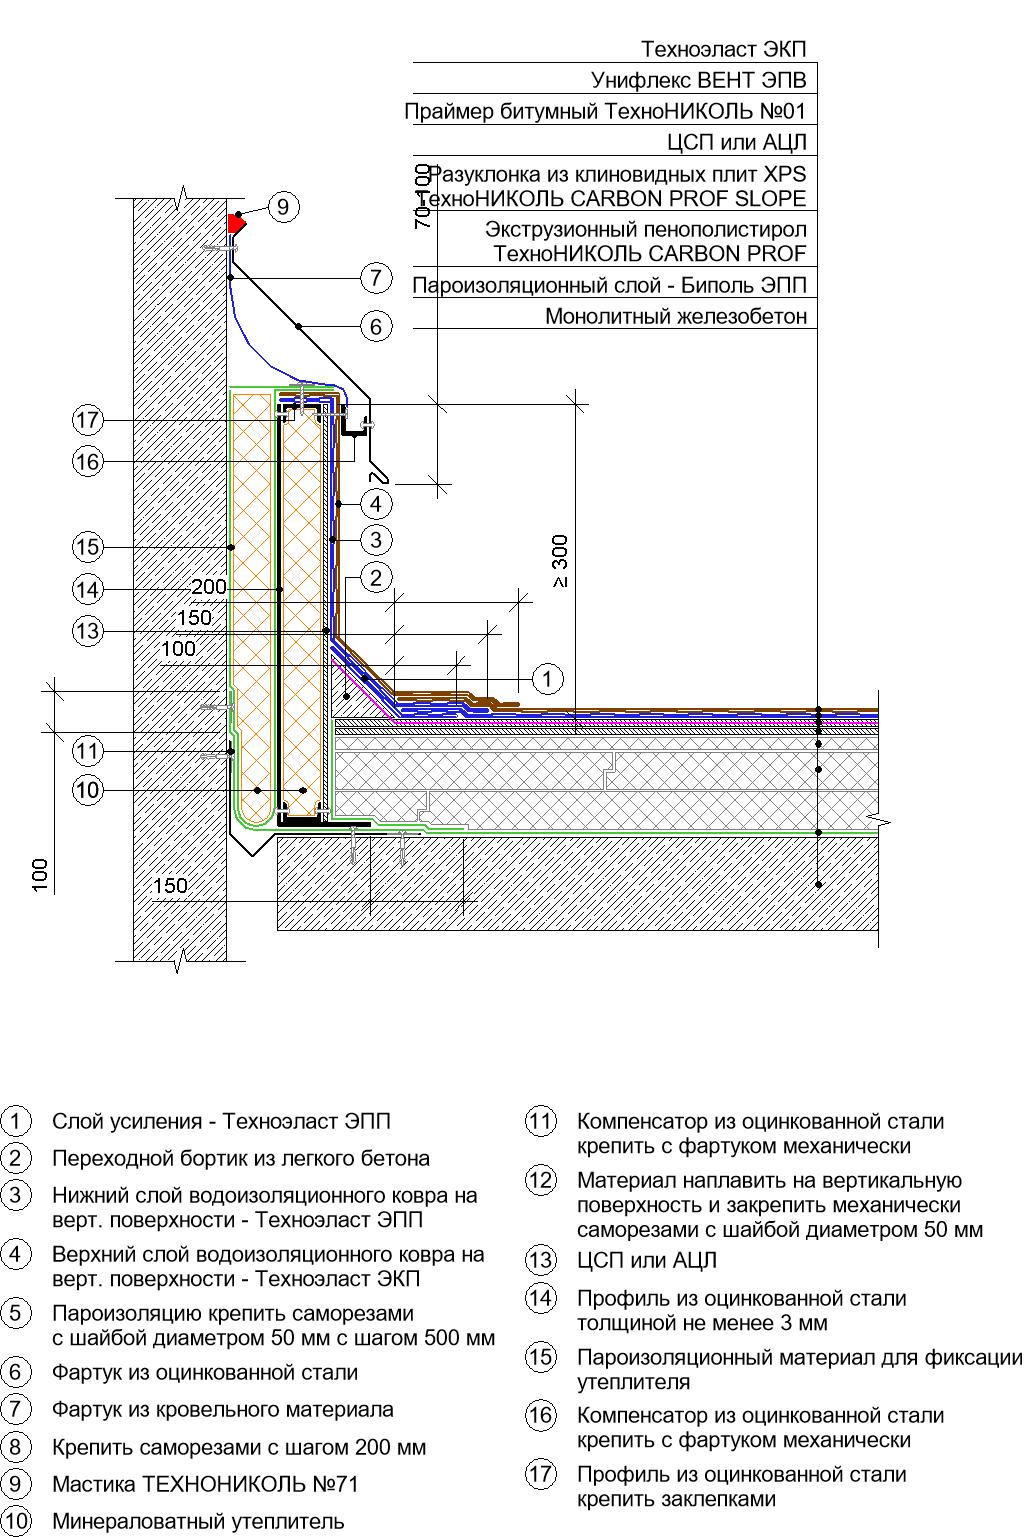 Техноэласт ЭКП
Унифлекс ВЕНТ ЭПВ
Праймер битумный ТехноНИКОЛЬ №01
ЦСП или АЦЛ
Разуклонка из клиновидных плит XPS
ТехноНИКОЛЬ CARBON PROF SLOPE
Экструзионный пенополистирол
ТехноНИКОЛЬ CARBON PROF
Пароизоляционный слой - Биполь ЭПП
Монолитный железобетон
70-100
9
7
6
17
16
4
3
15
≥ 300
2
14
200
150
13
100
1
11
10
100
150
1 Слой усиления - Техноэласт ЭПП
2 Переходной бортик из легкого бетона
3 Нижний слой водоизоляционного ковра на
верт. поверхности - Техноэласт ЭПП
4 Верхний слой водоизоляционного ковра на
верт. поверхности - Техноэласт ЭКП
5 Пароизоляцию крепить саморезами
с шайбой диаметром 50 мм с шагом 500 мм
6 Фартук из оцинкованной стали
7 Фартук из кровельного материала
8 Крепить саморезами с шагом 200 мм
9 Мастика ТЕХНОНИКОЛЬ №71
10 Минераловатный утеплитель
11 Компенсатор из оцинкованной стали
крепить с фартуком механически
12 Материал наплавить на вертикальную
поверхность и закрепить механически
саморезами с шайбой диаметром 50 мм
13 ЦСП или АЦЛ
14 Профиль из оцинкованной стали
толщиной не менее 3 мм
15 Пароизоляционный материал для фиксации
утеплителя
16 Компенсатор из оцинкованной стали
крепить с фартуком механически
17 Профиль из оцинкованной стали
крепить заклепками